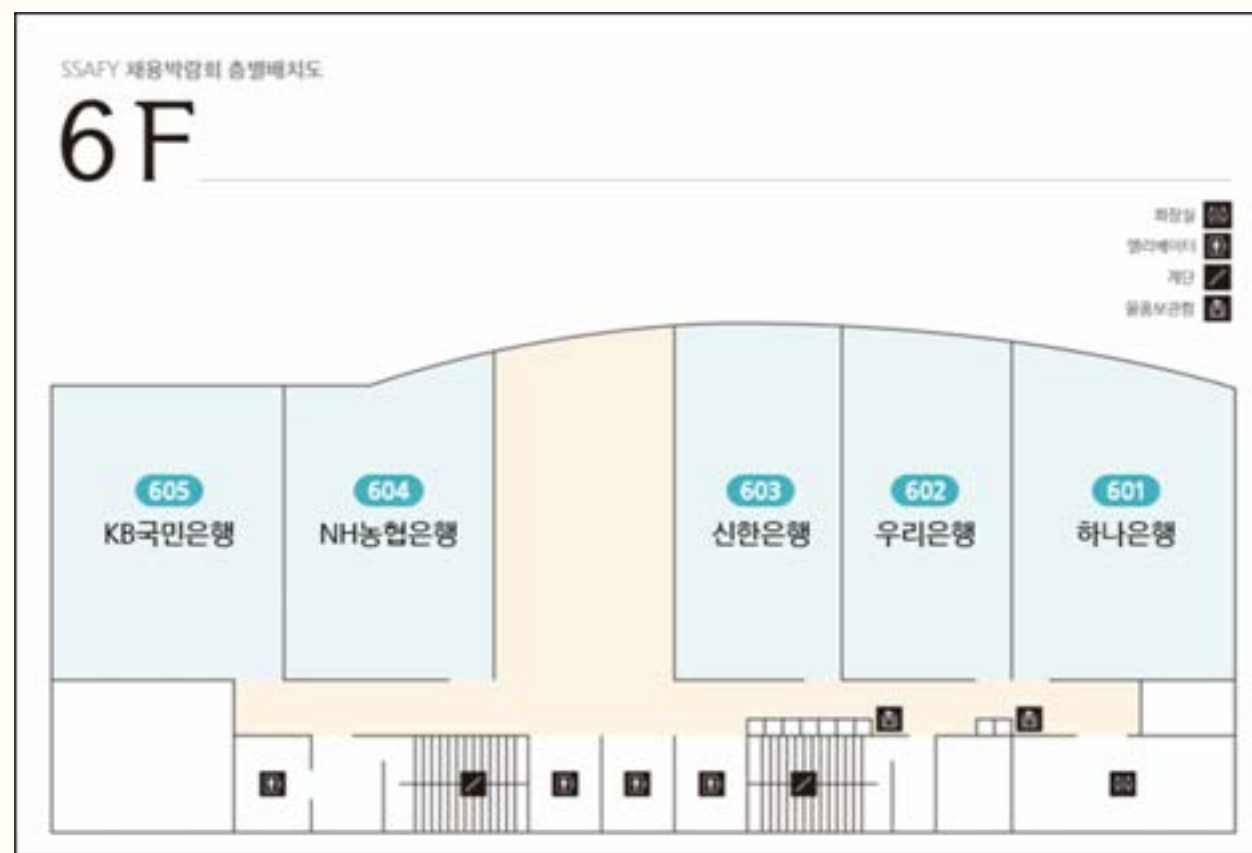 SSAFY 채용박람회 층별배치도
6F
화장실
엘리베이터
계단
물품보관함
605
KB국민은행
604
NH농협은행
603
신한은행
602
우리은행
601
하나은행